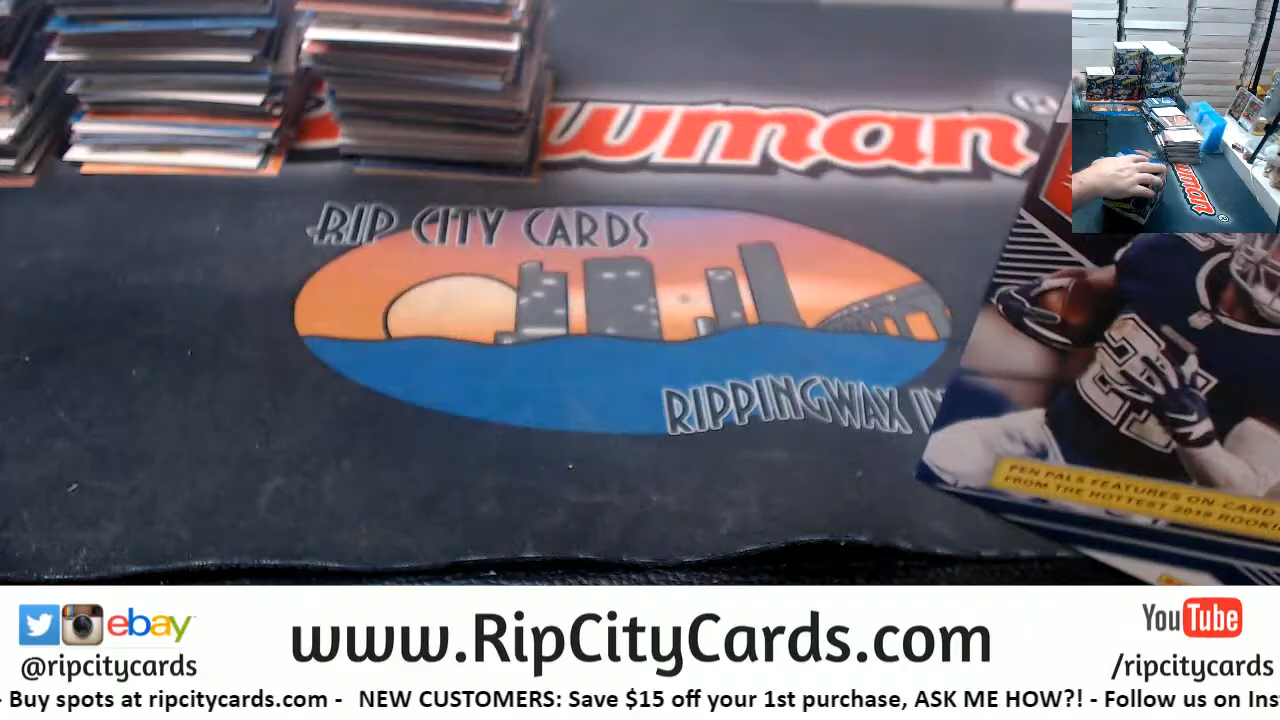 wman
RIP CITY CARDS
RIPPINGWAX
21
PEN PALS FEATURES ON CARD
FROM THE HOTTEST 2019
ebay
www.RipCityCards.com
YouTube
@ripcitycards
/ripcitycards
- Buy spots at ripcitycards.com - NEW CUSTOMERS: Save $15 off your 1st purchase, ASK ME HOW?! - Follow us on Ins